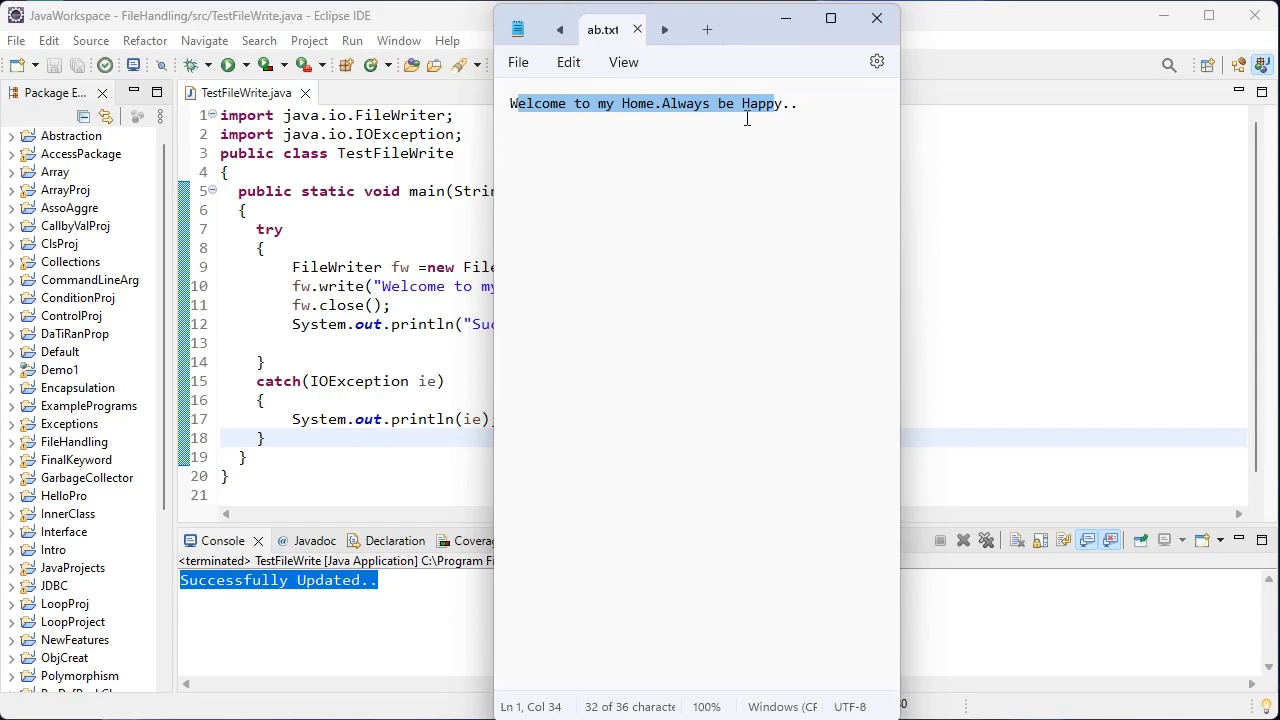 JavaWorkspace - FileHandling/src/TestFileWrite.java - Eclipse IDE
File Edit Source Refactor Navigate Search Project Run Window Help
Package E...
Abstraction
AccessPackage
Array
ArrayProj
AssoAggre
CallbyValProj
ClsProj
Collections
CommandLineArg
ConditionProj
ControlProj
DaTiRanProp
Default
Demo1
Encapsulation
ExamplePrograms
Exceptions
FileHandling
FinalKeyword
GarbageCollector
HelloPro
InnerClass
Interface
Intro
JavaProjects
JDBC
LoopProj
LoopProject
NewFeatures
ObjCreat
Polymorphism
TestFileWrite.java
1 import java.io.FileWriter;
2 import java.io.IOException;
3 public class TestFileWrite
4 {
5 public static void main(Strin
6 {
7 try
8 {
9 FileWriter fw =new File
10 fw.write("Welcome to my
11 fw.close();
12 System.out.println("Suc
13
14 }
15 catch(IOException ie)
16 {
17 System.out.println(ie);
18 }
19 }
20 }
21
Console Javadoc Declaration Coverag
<terminated> TestFileWrite [Java Application] C:\Program Fi
Successfully Updated..
ab.txt
File Edit View
Welcome to my Home.Always be Happy..
Ln 1, Col 34 32 of 36 characte 100% Windows (CF UTF-8